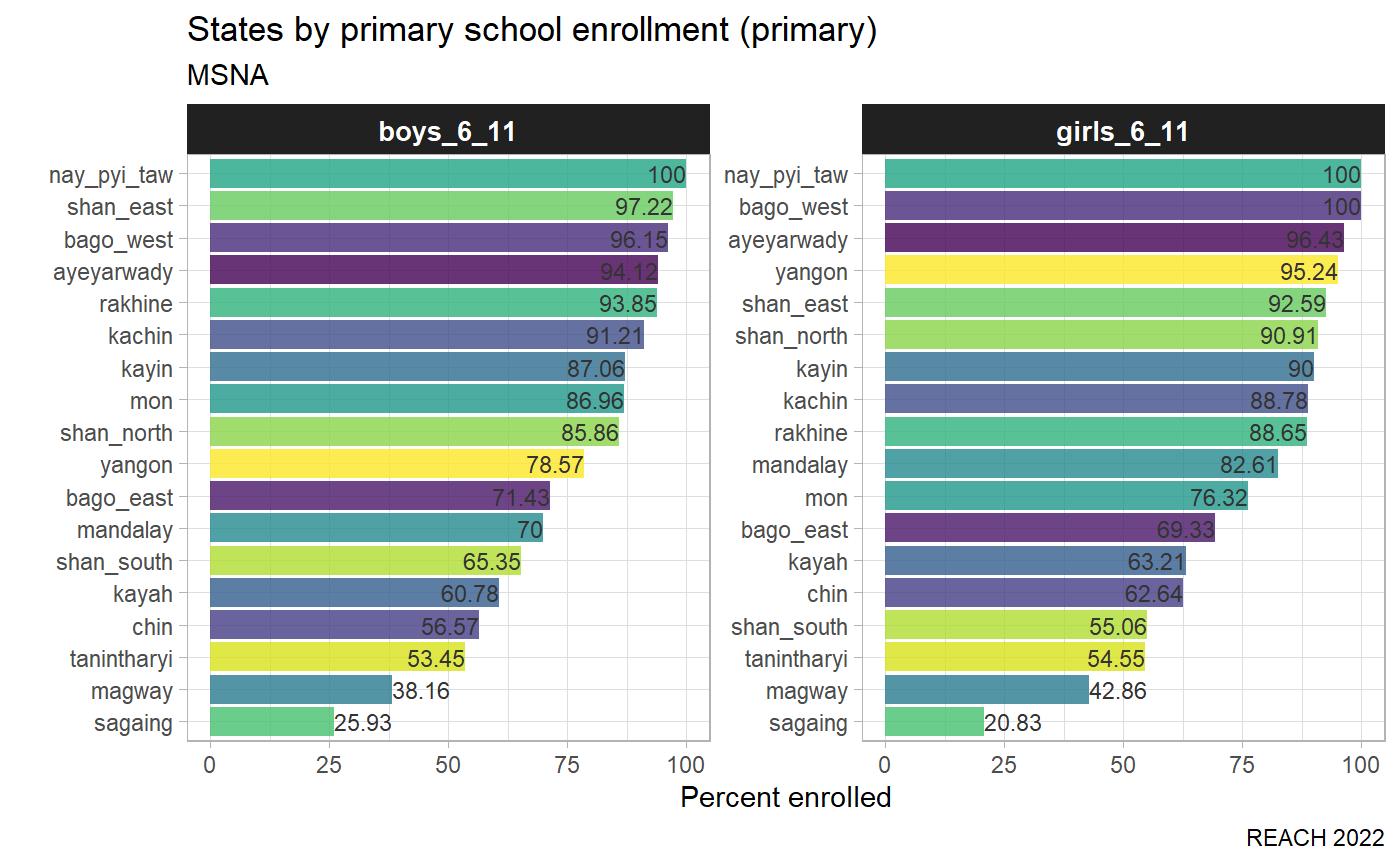 States by primary school enrollment (primary)
MSNA
boys_6_11
nay_pyi_taw 100
shan_east 97.22
bago_west 96.15
ayeyarwady 94.12
rakhine 93.85
kachin 91.21
kayin 87.06
mon 86.96
shan_north 85.86
yangon 78.57
bago_east 71.43
mandalay 70
shan_south 65.35
kayah 60.78
chin 56.57
tanintharyi 53.45
magway 38.16
sagaing 25.93
0 25 50 75 100
girls_6_11
nay_pyi_taw 100
bago_west 100
ayeyarwady 96.43
yangon 95.24
shan_east 92.59
shan_north 90.91
kayin 90
kachin 88.78
rakhine 88.65
mandalay 82.61
mon 76.32
bago_east 69.33
kayah 63.21
chin 62.64
shan_south 55.06
tanintharyi 54.55
magway 42.86
sagaing 20.83
0 25 50 75 100
Percent enrolled
REACH 2022